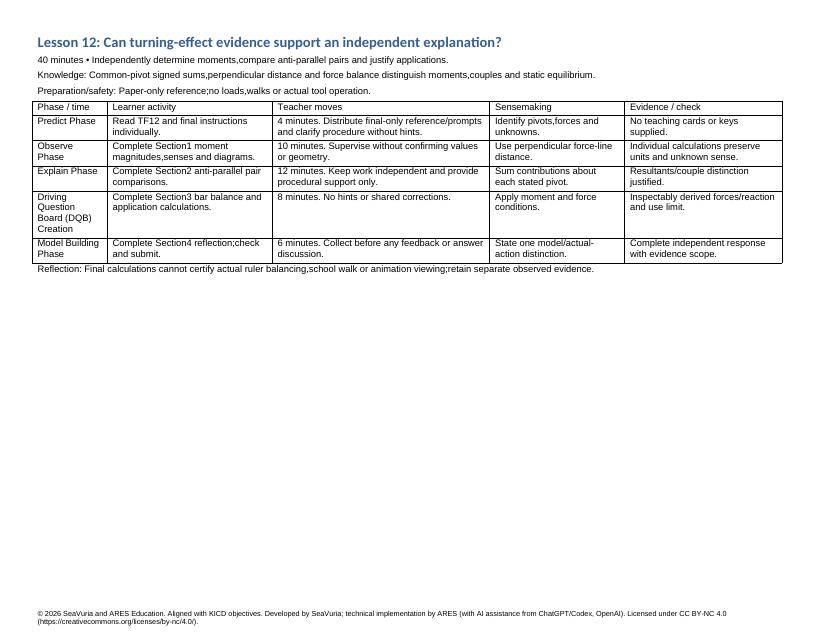 Lesson 12: Can turning-effect evidence support an independent explanation?
40 minutes • Independently determine moments,compare anti-parallel pairs and justify applications.
Knowledge: Common-pivot signed sums,perpendicular distance and force balance distinguish moments,couples and static equilibrium.
Preparation/safety: Paper-only reference;no loads,walks or actual tool operation.
Phase / time
Learner activity
Teacher moves
Sensemaking
Evidence / check
Predict Phase
Read TF12 and final instructions
individually.
4 minutes. Distribute final-only reference/prompts
and clarify procedure without hints.
Identify pivots,forces and
unknowns.
No teaching cards or keys
supplied.
Observe
Phase
Complete Section1 moment
magnitudes,senses and diagrams.
10 minutes. Supervise without confirming values
or geometry.
Use perpendicular force-line
distance.
Individual calculations preserve
units and unknown sense.
Explain Phase
Complete Section2 anti-parallel pair
comparisons.
12 minutes. Keep work independent and provide
procedural support only.
Sum contributions about
each stated pivot.
Resultants/couple distinction
justified.
Driving
Question
Board (DQB)
Creation
Complete Section3 bar balance and
application calculations.
8 minutes. No hints or shared corrections.
Apply moment and force
conditions.
Inspectably derived forces/reaction
and use limit.
Model Building
Phase
Complete Section4 reflection;check
and submit.
6 minutes. Collect before any feedback or answer
discussion.
State one model/actual-
action distinction.
Complete independent response
with evidence scope.
Reflection: Final calculations cannot certify actual ruler balancing,school walk or animation viewing;retain separate observed evidence.
© 2026 SeaVuria and ARES Education. Aligned with KICD objectives. Developed by SeaVuria; technical implementation by ARES (with AI assistance from ChatGPT/Codex, OpenAI). Licensed under CC BY-NC 4.0
(https://creativecommons.org/licenses/by-nc/4.0/).